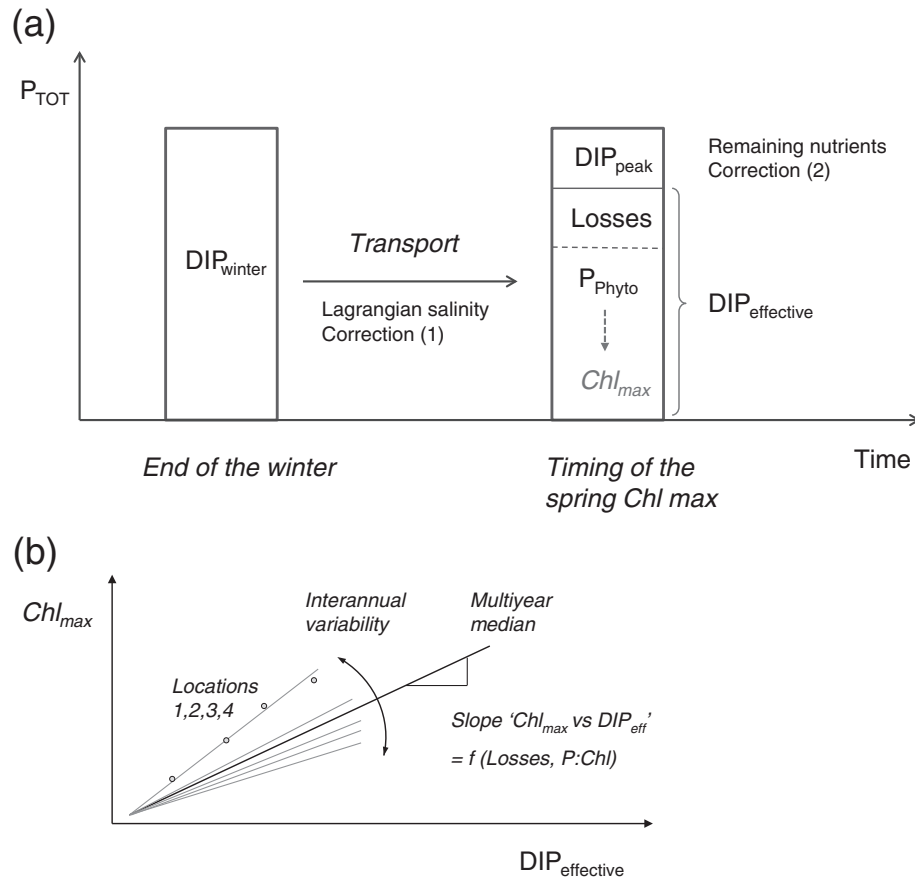 (a)
P_TOT
DIP_winter
Transport
Lagrangian salinity
Correction (1)
DIP_peak
Losses
P_Phyto
Chl_max
Remaining nutrients
Correction (2)
DIP_effective
End of the winter
Timing of the
spring Chl max
Time
(b)
Chl_max
Interannual
variability
Multiyear
median
Locations
1,2,3,4
Slope ‘Chl_max vs DIP_eff’
= f (Losses, P:Chl)
DIP_effective